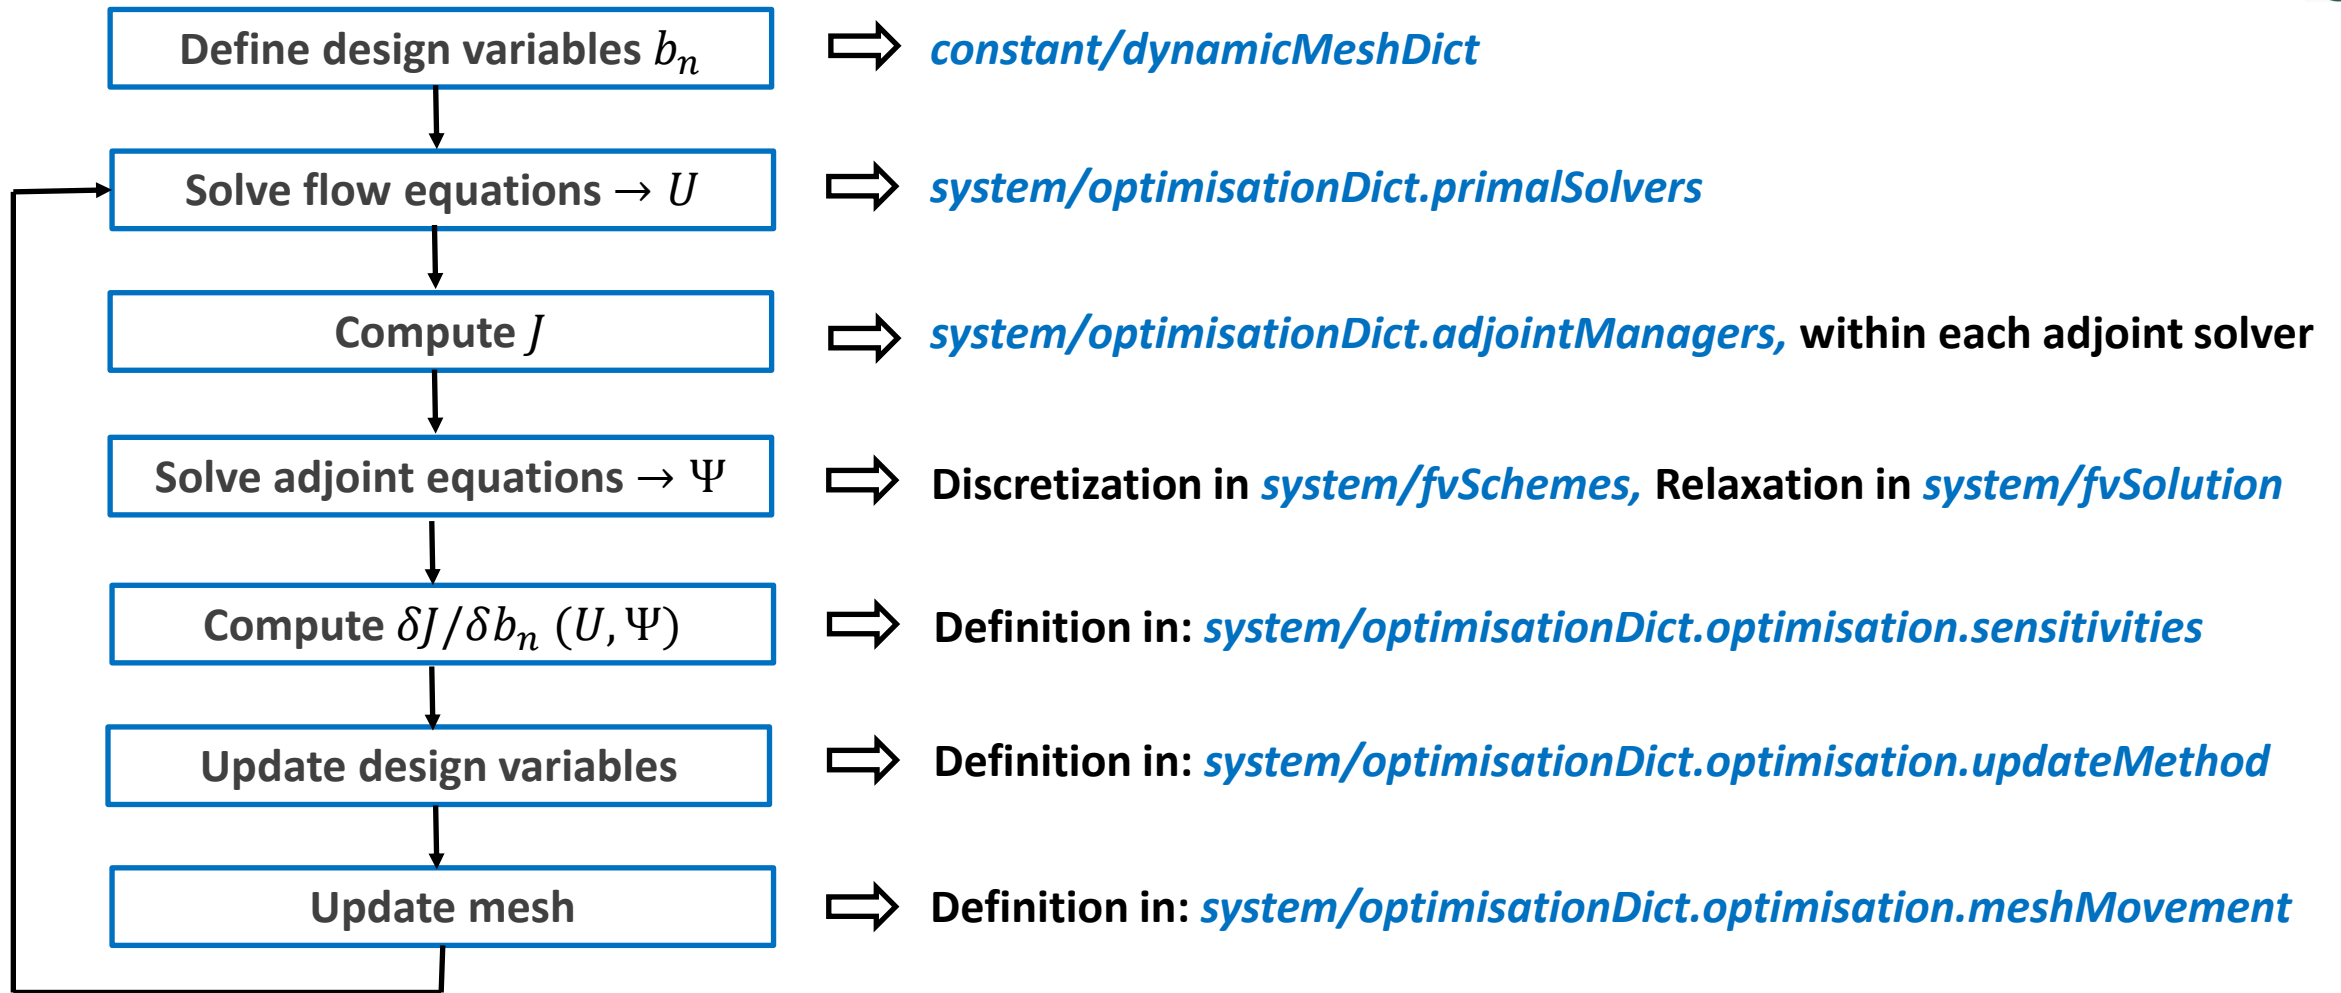 Define design variables bₙ
constant/dynamicMeshDict
Solve flow equations → U
system/optimisationDict.primalSolvers
Compute J
system/optimisationDict.adjointManagers, within each adjoint solver
Solve adjoint equations → Ψ
Discretization in system/fvSchemes, Relaxation in system/fvSolution
Compute δJ/δbₙ (U, Ψ)
Definition in: system/optimisationDict.optimisation.sensitivities
Update design variables
Definition in: system/optimisationDict.optimisation.updateMethod
Update mesh
Definition in: system/optimisationDict.optimisation.meshMovement